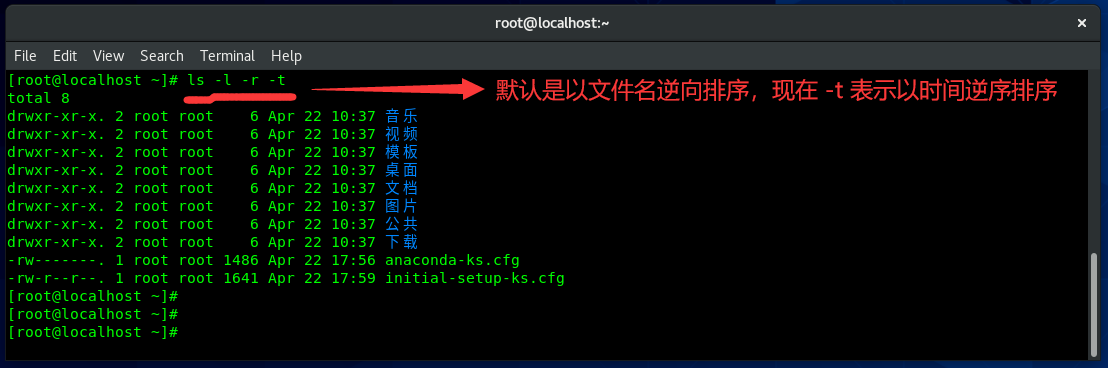 root@localhost:~
File Edit View Search Terminal Help
[root@localhost ~]# ls -l -r -t
默认是以文件名逆向排序，现在 -t 表示以时间逆序排序
total 8
drwxr-xr-x. 2 root root    6 Apr 22 10:37 音乐
drwxr-xr-x. 2 root root    6 Apr 22 10:37 视频
drwxr-xr-x. 2 root root    6 Apr 22 10:37 模板
drwxr-xr-x. 2 root root    6 Apr 22 10:37 桌面
drwxr-xr-x. 2 root root    6 Apr 22 10:37 文档
drwxr-xr-x. 2 root root    6 Apr 22 10:37 图片
drwxr-xr-x. 2 root root    6 Apr 22 10:37 公共
drwxr-xr-x. 2 root root    6 Apr 22 10:37 下载
-rw-------. 1 root root 1486 Apr 22 17:56 anaconda-ks.cfg
-rw-r--r--. 1 root root 1641 Apr 22 17:59 initial-setup-ks.cfg
[root@localhost ~]#
[root@localhost ~]#
[root@localhost ~]#